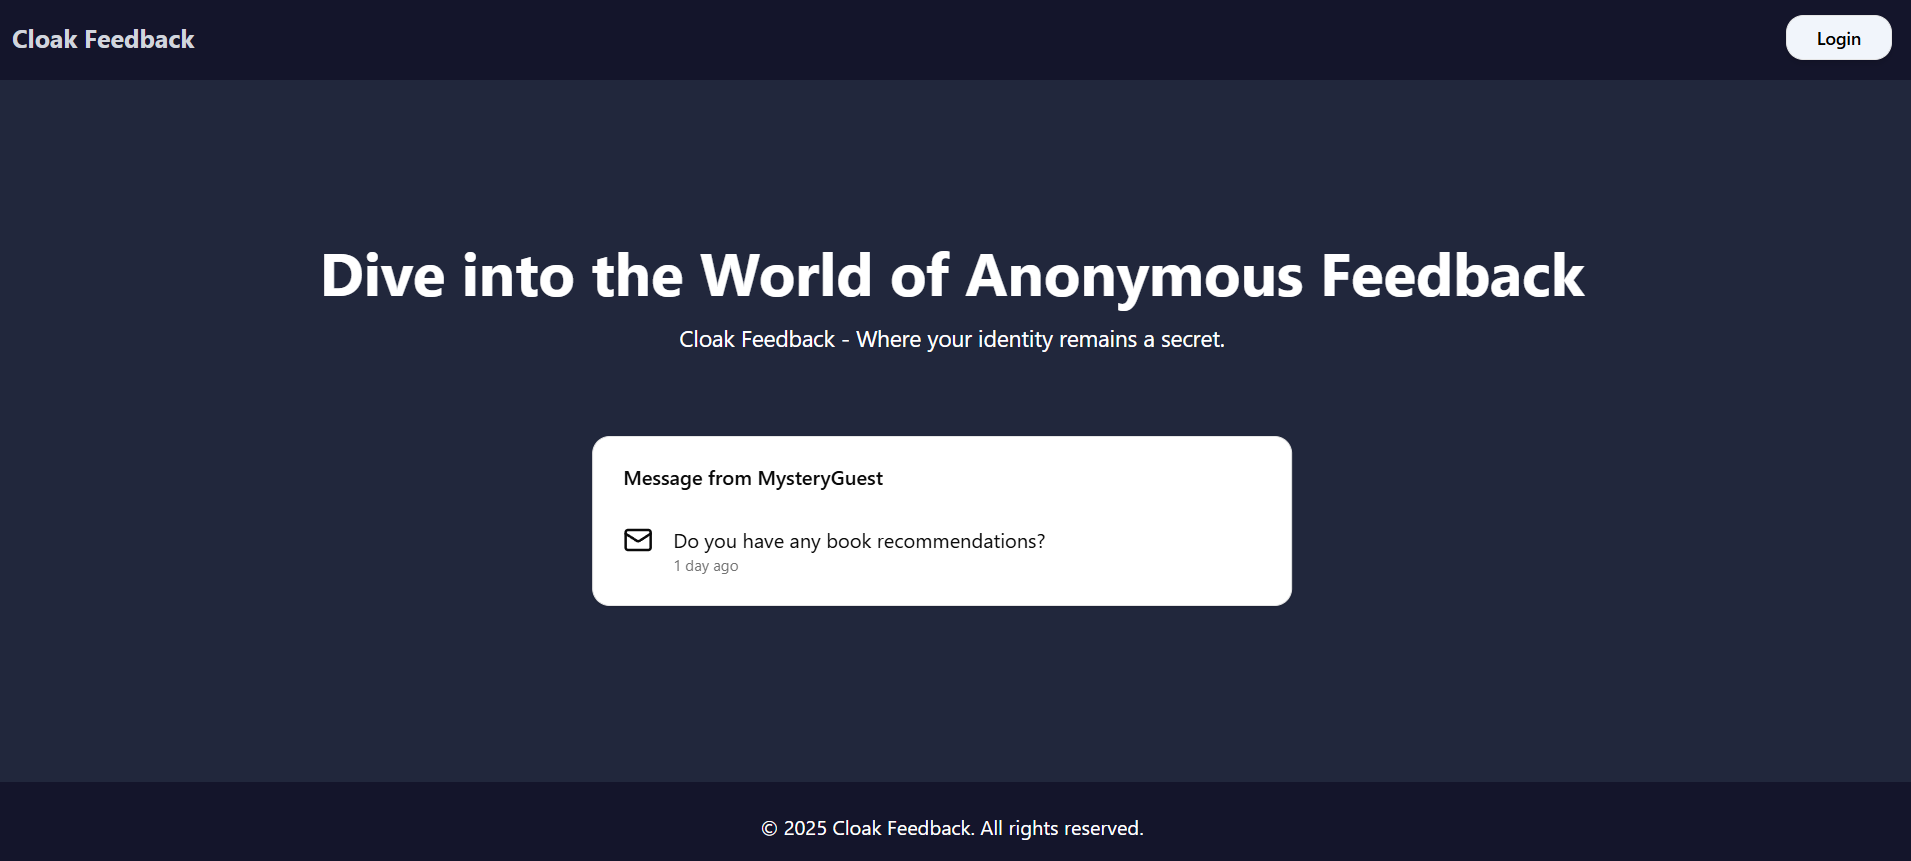 Cloak Feedback
Login
Dive into the World of Anonymous Feedback
Cloak Feedback - Where your identity remains a secret.
Message from MysteryGuest
Do you have any book recommendations?
1 day ago
© 2025 Cloak Feedback. All rights reserved.